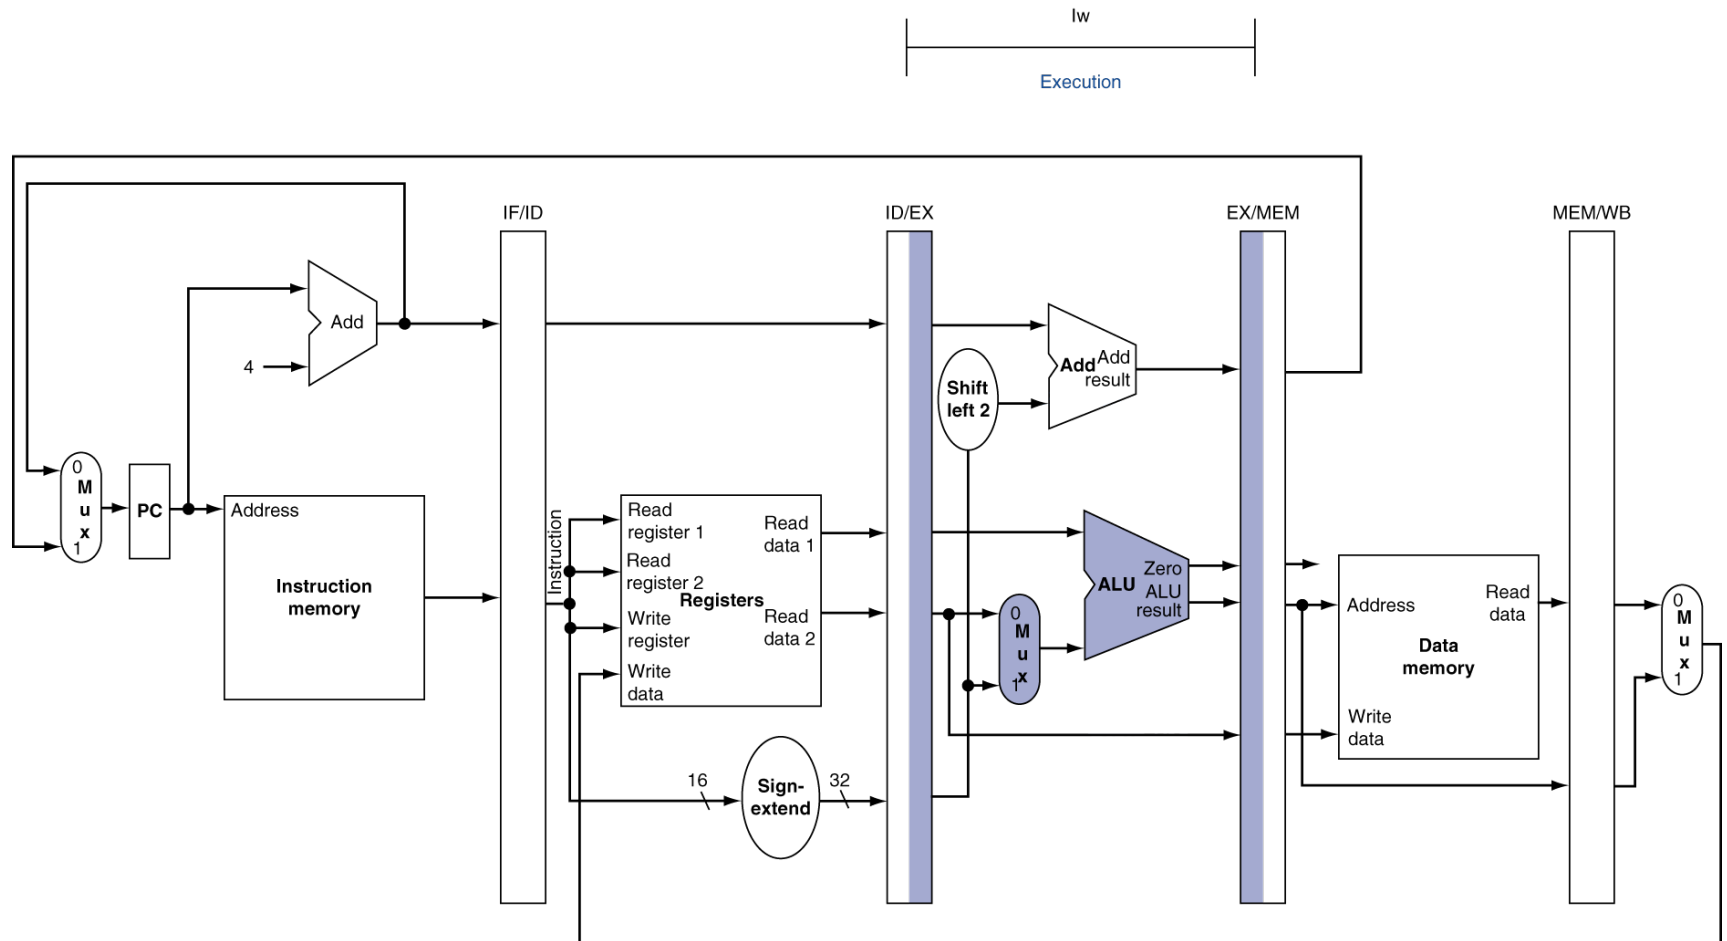 lw
Execution
IF/ID
ID/EX
EX/MEM
MEM/WB
Add
4
Add
Add
result
Shift
left 2
0
M
u
x
1
PC
Address
Instruction
memory
Instruction
Read
register 1
Read
register 2
Write
register
Write
data
Registers
Read
data 1
Read
data 2
16
Sign-
extend
32
0
M
u
x
1
ALU
Zero
ALU
result
Address
Read
data
Data
memory
Write
data
0
M
u
x
1